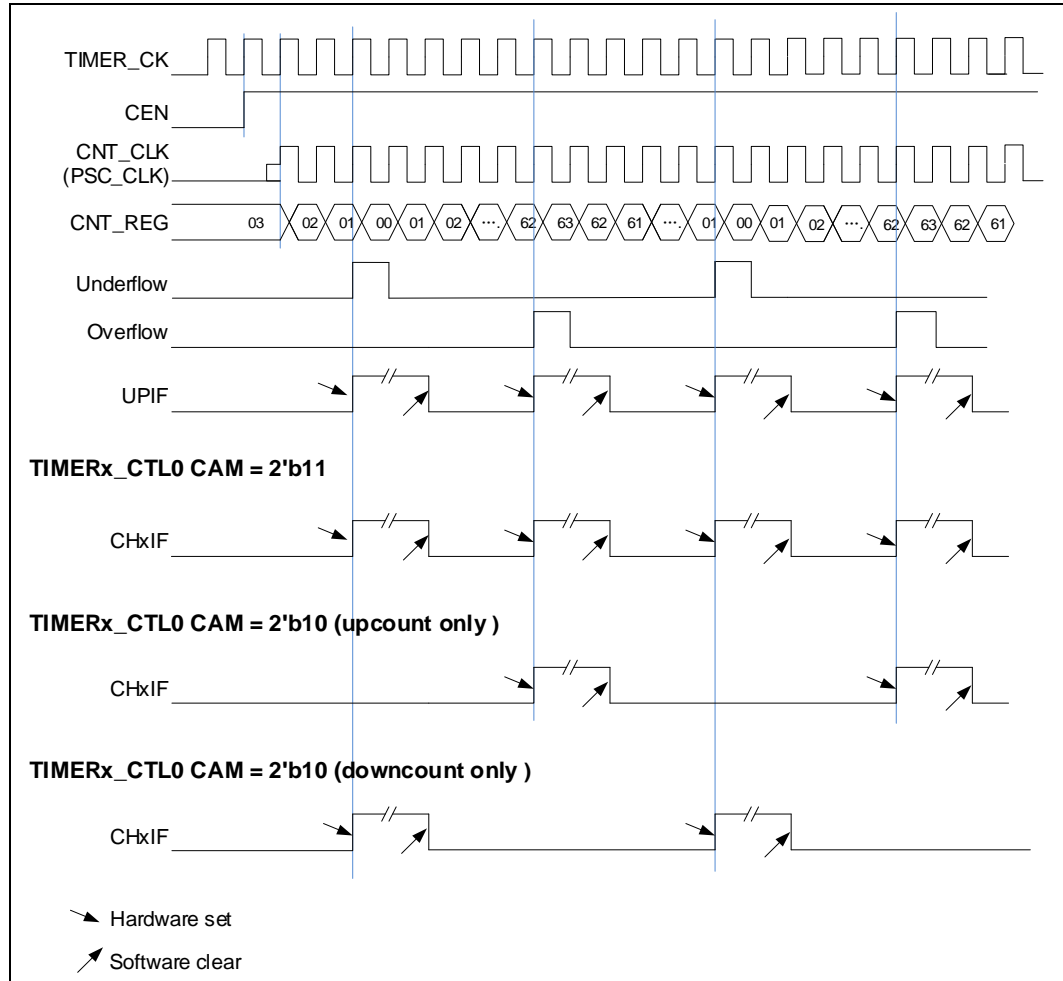 TIMER_CK
CEN
CNT_CLK
(PSC_CLK)
CNT_REG 03 02 01 00 01 02 .... 62 63 62 61 .... 01 00 01 02 .... 62 63 62 61
Underflow
Overflow
UPIF
TIMERx_CTL0 CAM = 2'b11
CHxIF
TIMERx_CTL0 CAM = 2'b10 (upcount only )
CHxIF
TIMERx_CTL0 CAM = 2'b10 (downcount only )
CHxIF
Hardware set
Software clear